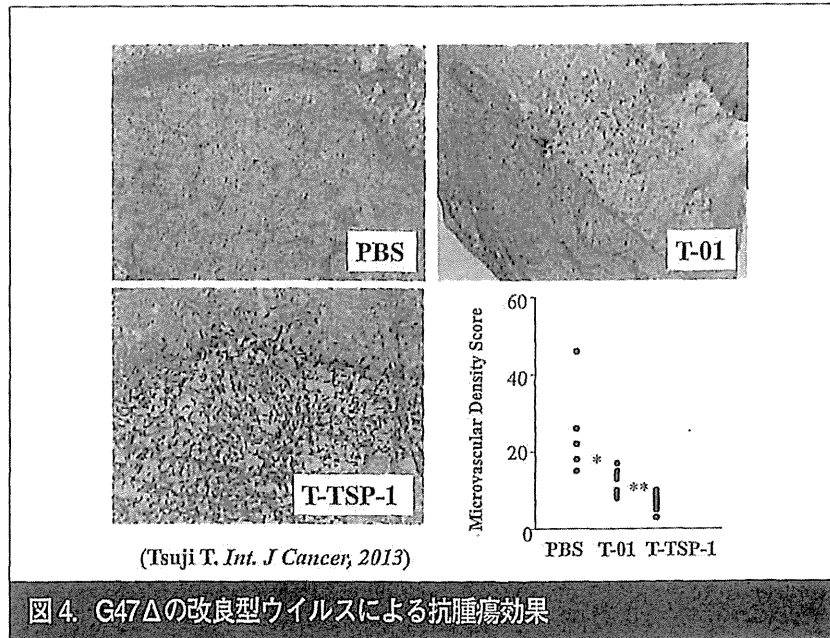 PBS
T-01
T-TSP-1
Microvascular Density Score
60
40
20
0
*
**
PBS T-01 T-TSP-1
(Tsuji T. Int. J Cancer, 2013)
図 4. G47Δの改良型ウイルスによる抗腫瘍効果